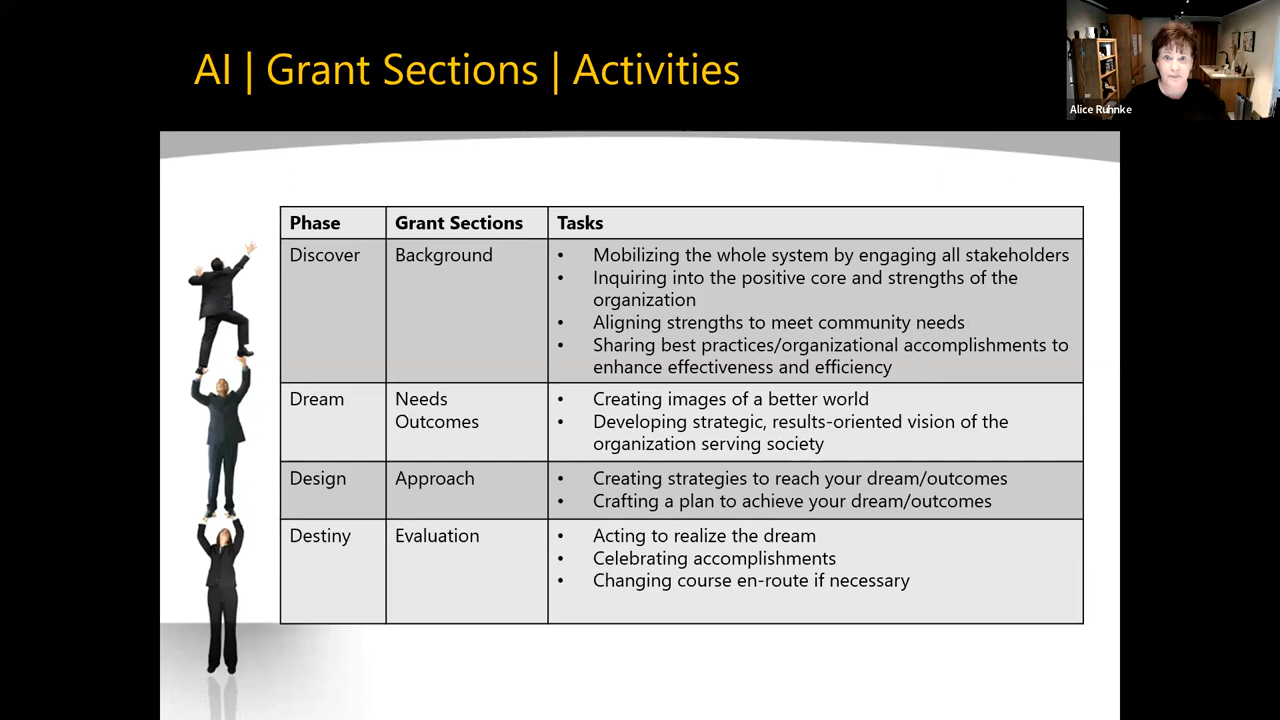 AI | Grant Sections | Activities
Alice Ruhnke
Phase Grant Sections Tasks
Discover Background • Mobilizing the whole system by engaging all stakeholders
• Inquiring into the positive core and strengths of the
organization
• Aligning strengths to meet community needs
• Sharing best practices/organizational accomplishments to
enhance effectiveness and efficiency
Dream Needs • Creating images of a better world
Outcomes • Developing strategic, results-oriented vision of the
organization serving society
Design Approach • Creating strategies to reach your dream/outcomes
• Crafting a plan to achieve your dream/outcomes
Destiny Evaluation • Acting to realize the dream
• Celebrating accomplishments
• Changing course en-route if necessary